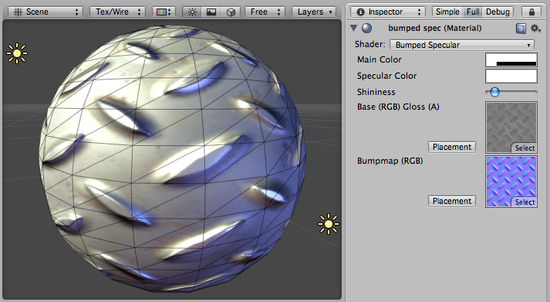 Scene Tex/Wire Free Layers
Inspector Simple Full Debug
bumped spec (Material)
Shader: Bumped Specular
Main Color
Specular Color
Shininess
Base (RGB) Gloss (A)
Placement Select
Bumpmap (RGB)
Placement Select